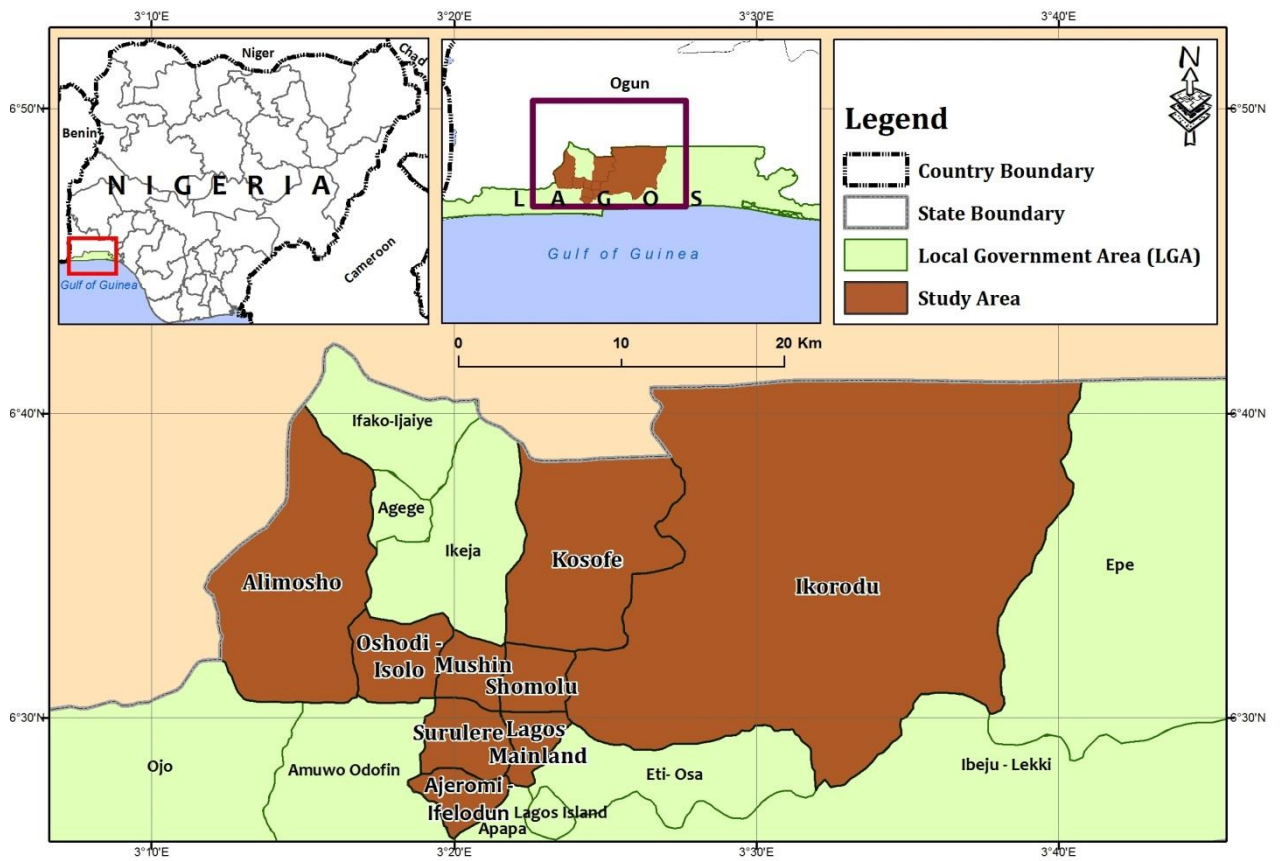 3°10'E 3°20'E 3°30'E 3°40'E
6°50'N
6°40'N
6°30'N
Niger
Chad
Benin
NIGERIA
Cameroon
Gulf of Guinea
Ogun
LAGOS
Gulf of Guinea
N
Legend
Country Boundary
State Boundary
Local Government Area (LGA)
Study Area
6°50'N
6°40'N
6°30'N
0 10 20 Km
Ifako-Ijaiye
Agege
Ikeja
Kosofe
Alimosho
Ikorodu
Epe
Oshodi -
Isolo
Mushin
Shomolu
Surulere
Lagos
Mainland
Ojo
Amuwo Odofin
Ajeromi -
Ifelodun
Apapa
Lagos Island
Eti- Osa
Ibeju - Lekki
3°10'E 3°20'E 3°30'E 3°40'E